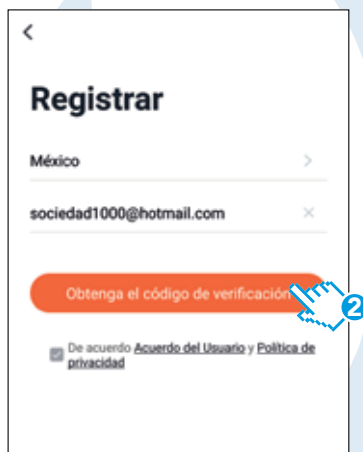 Registrar
México
sociedad1000@hotmail.com
Obtenga el código de verificación
2
De acuerdo Acuerdo del Usuario y Política de
privacidad